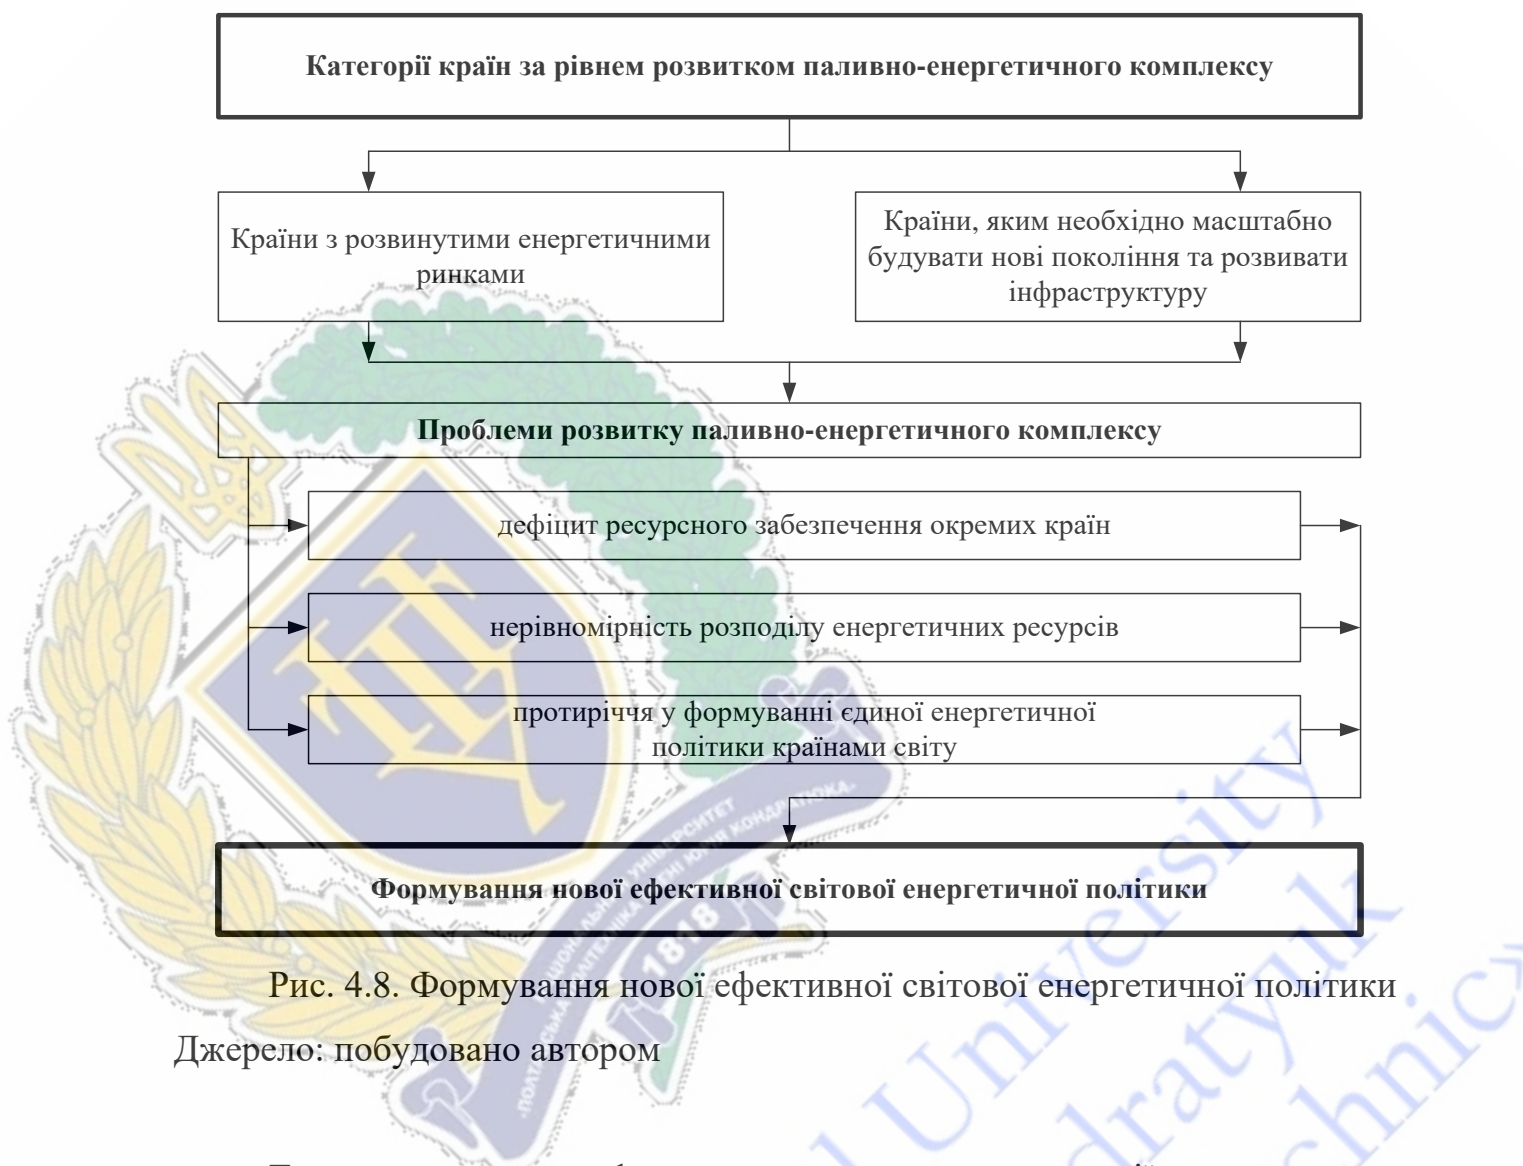 Категорії країн за рівнем розвитком паливно-енергетичного комплексу
Країни з розвинутими енергетичними
ринками
Країни, яким необхідно масштабно
будувати нові покоління та розвивати
інфраструктуру
Проблеми розвитку паливно-енергетичного комплексу
дефіцит ресурсного забезпечення окремих країн
нерівномірність розподілу енергетичних ресурсів
протиріччя у формуванні єдиної енергетичної
політики країнами світу
Формування нової ефективної світової енергетичної політики
Рис. 4.8. Формування нової ефективної світової енергетичної політики
Джерело: побудовано автором
1818
University